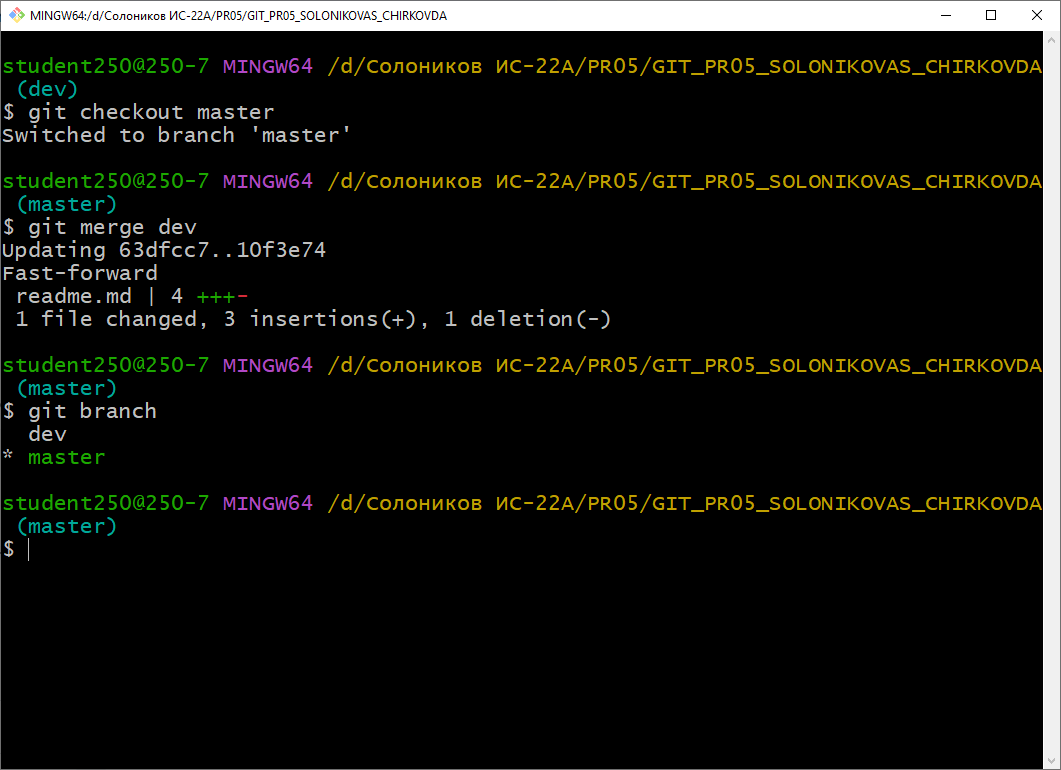 MINGW64:/d/Солоников ИС-22А/PR05/GIT_PR05_SOLONIKOVAS_CHIRKOVDA
student250@250-7 MINGW64 /d/Солоников ИС-22А/PR05/GIT_PR05_SOLONIKOVAS_CHIRKOVDA
(dev)
$ git checkout master
Switched to branch 'master'
student250@250-7 MINGW64 /d/Солоников ИС-22А/PR05/GIT_PR05_SOLONIKOVAS_CHIRKOVDA
(master)
$ git merge dev
Updating 63dfcc7..10f3e74
Fast-forward
readme.md | 4 +++-
1 file changed, 3 insertions(+), 1 deletion(-)
student250@250-7 MINGW64 /d/Солоников ИС-22А/PR05/GIT_PR05_SOLONIKOVAS_CHIRKOVDA
(master)
$ git branch
dev
* master
student250@250-7 MINGW64 /d/Солоников ИС-22А/PR05/GIT_PR05_SOLONIKOVAS_CHIRKOVDA
(master)
$